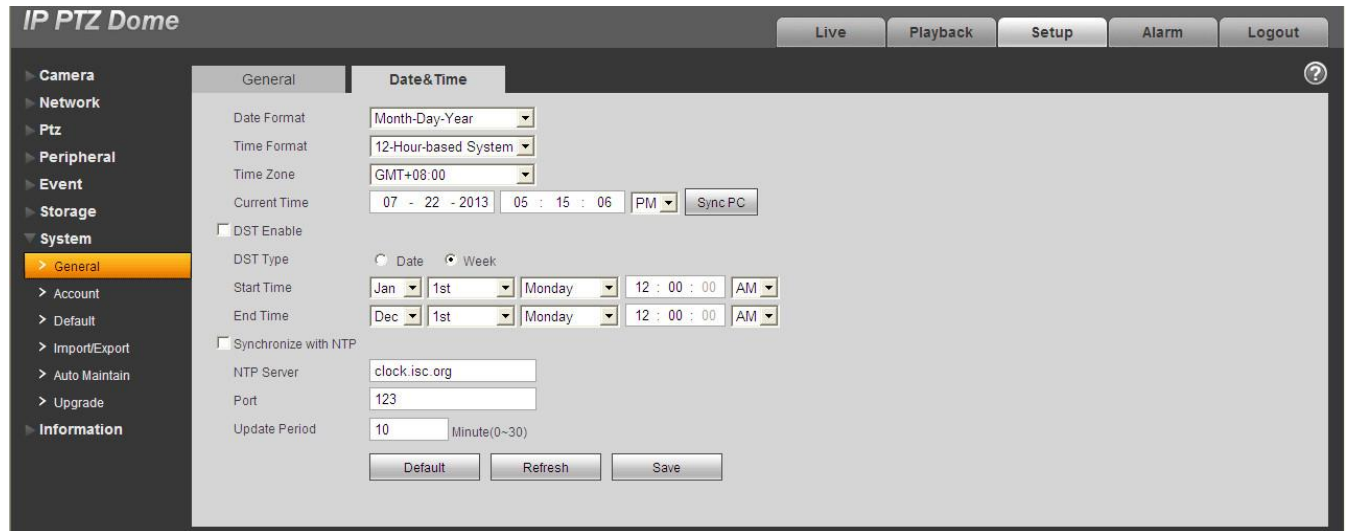 IP PTZ Dome
Live Playback Setup Alarm Logout
Camera
Network
Ptz
Peripheral
Event
Storage
System
> General
> Account
> Default
> Import/Export
> Auto Maintain
> Upgrade
Information
General Date&Time ?
Date Format Month-Day-Year
Time Format 12-Hour-based System
Time Zone GMT+08:00
Current Time 07 - 22 - 2013 05 : 15 : 06 PM Sync PC
DST Enable
DST Type Date Week
Start Time Jan 1st Monday 12 : 00 : 00 AM
End Time Dec 1st Monday 12 : 00 : 00 AM
Synchronize with NTP
NTP Server clock.isc.org
Port 123
Update Period 10 Minute(0~30)
Default Refresh Save